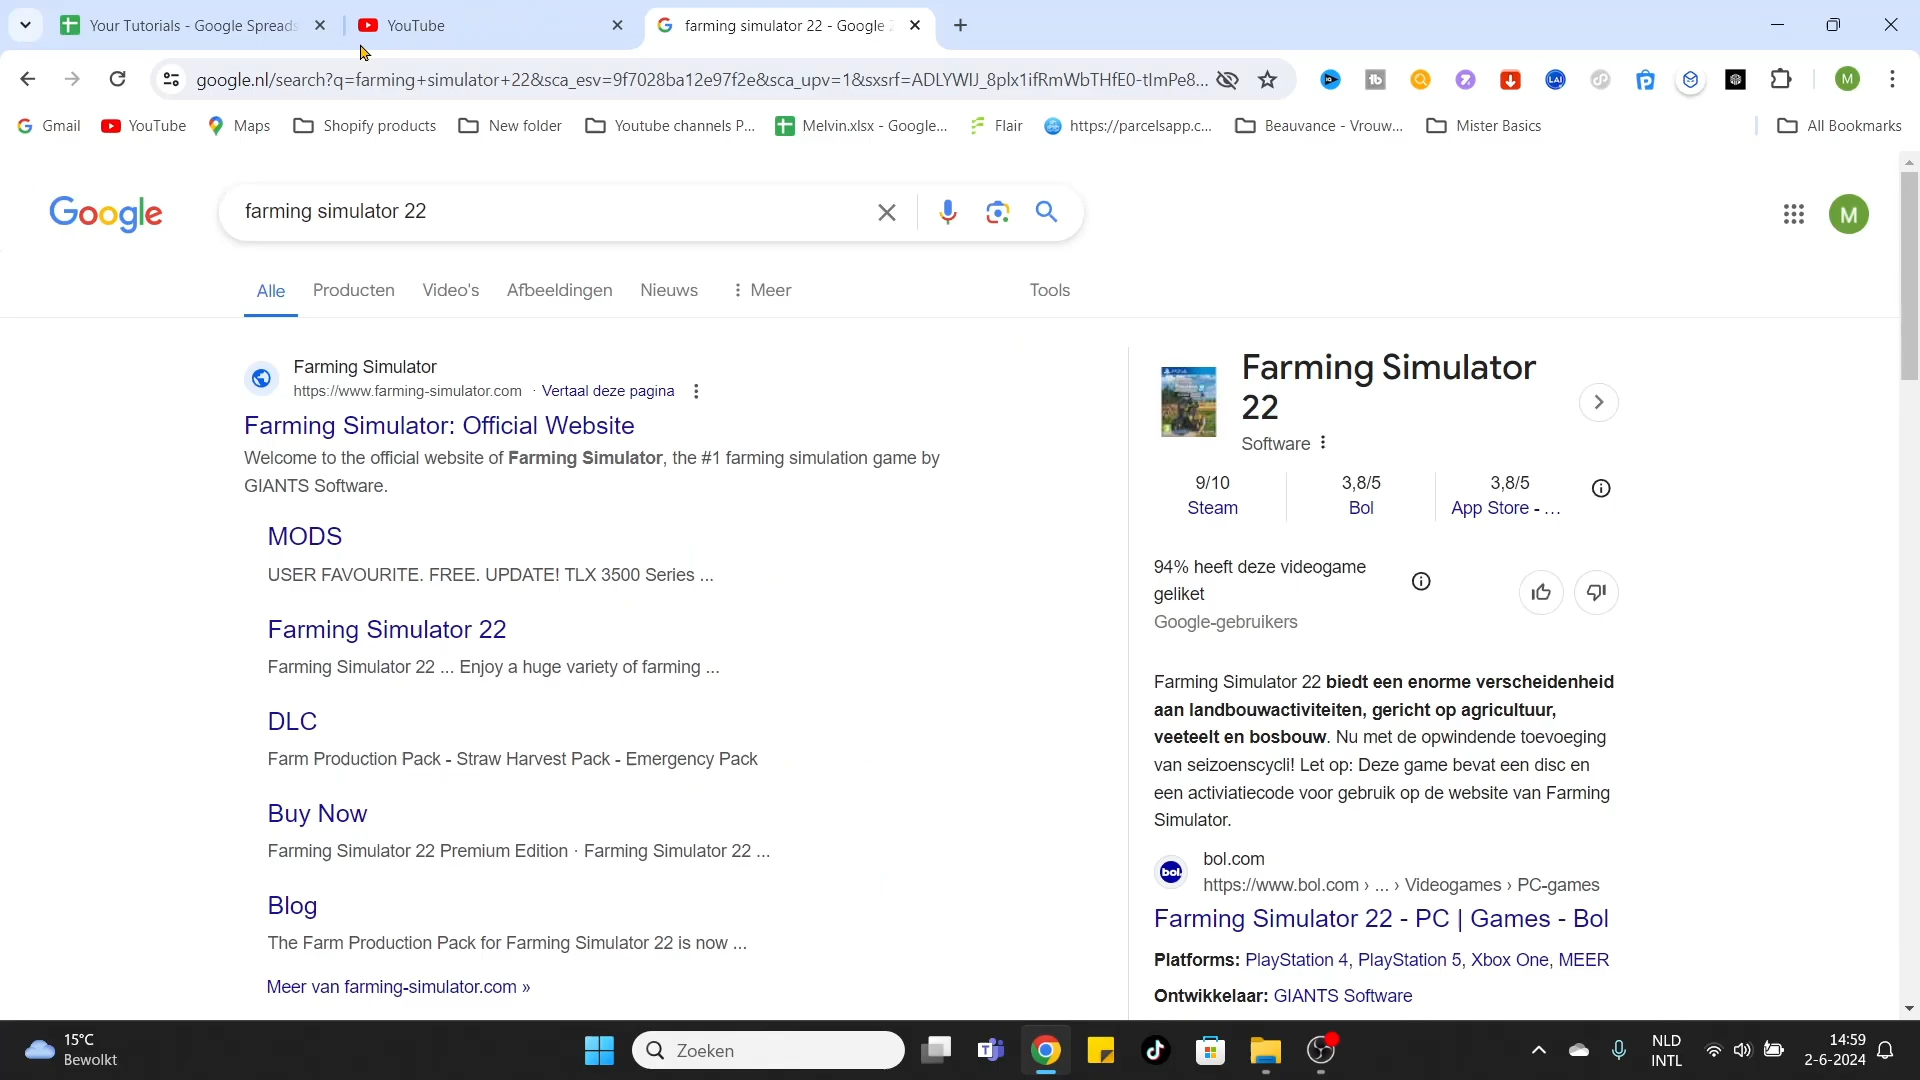 Your Tutorials - Google Spreads
YouTube
farming simulator 22 - Google
google.nl/search?q=farming+simulator+22&sca_esv=9f7028ba12e97f2e&sca_upv=1&sxsrf=ADLYWIJ_8plx1ifRmWbTHfE0-tImPe8...
Gmail
YouTube
Maps
Shopify products
New folder
Youtube channels P...
Melvin.xlsx - Google...
Flair
https://parcelsapp.c...
Beauvance - Vrouw...
Mister Basics
All Bookmarks
Google
farming simulator 22
M
Alle
Producten
Video's
Afbeeldingen
Nieuws
Meer
Tools
Farming Simulator
https://www.farming-simulator.com · Vertaal deze pagina
Farming Simulator: Official Website
Welcome to the official website of Farming Simulator, the #1 farming simulation game by
GIANTS Software.
MODS
USER FAVOURITE. FREE. UPDATE! TLX 3500 Series ...
Farming Simulator 22
Farming Simulator 22 ... Enjoy a huge variety of farming ...
DLC
Farm Production Pack - Straw Harvest Pack - Emergency Pack
Buy Now
Farming Simulator 22 Premium Edition · Farming Simulator 22 ...
Blog
The Farm Production Pack for Farming Simulator 22 is now ...
Meer van farming-simulator.com »
Farming Simulator
22
Software
9/10
Steam
3,8/5
Bol
3,8/5
App Store - ...
94% heeft deze videogame
geliket
Google-gebruikers
Farming Simulator 22 biedt een enorme verscheidenheid
aan landbouwactiviteiten, gericht op agricultuur,
veeteelt en bosbouw. Nu met de opwindende toevoeging
van seizoenscycli! Let op: Deze game bevat een disc en
een activiatiecode voor gebruik op de website van Farming
Simulator.
bol.
bol.com
https://www.bol.com › ... › Videogames › PC-games
Farming Simulator 22 - PC | Games - Bol
Platforms: PlayStation 4, PlayStation 5, Xbox One, MEER
Ontwikkelaar: GIANTS Software
15°C
Bewolkt
Zoeken
NLD
INTL
14:59
2-6-2024